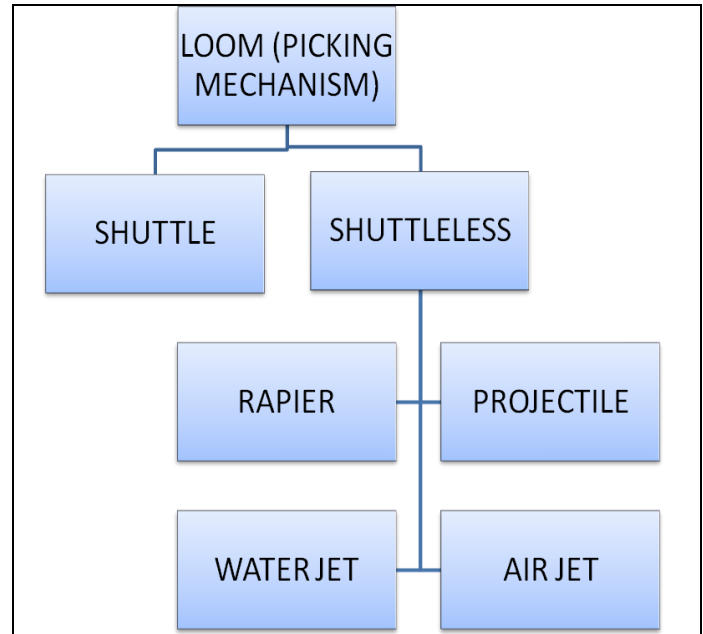 LOOM (PICKING
MECHANISM)
SHUTTLE
SHUTTLELESS
RAPIER
PROJECTILE
WATER JET
AIR JET